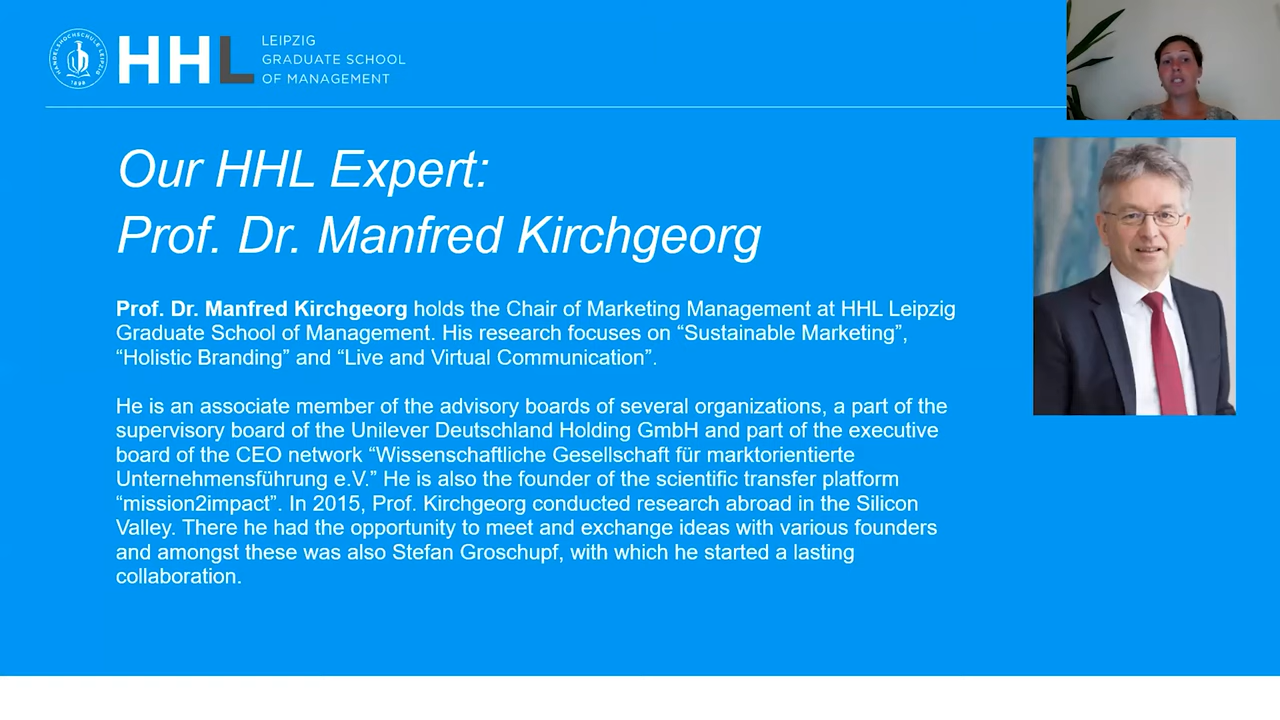 HANDELSHOCHSCHULE LEIPZIG
1898
HHL
LEIPZIG
GRADUATE SCHOOL
OF MANAGEMENT
Our HHL Expert:
Prof. Dr. Manfred Kirchgeorg
Prof. Dr. Manfred Kirchgeorg holds the Chair of Marketing Management at HHL Leipzig
Graduate School of Management. His research focuses on “Sustainable Marketing”,
“Holistic Branding” and “Live and Virtual Communication”.
He is an associate member of the advisory boards of several organizations, a part of the
supervisory board of the Unilever Deutschland Holding GmbH and part of the executive
board of the CEO network “Wissenschaftliche Gesellschaft für marktorientierte
Unternehmensführung e.V.” He is also the founder of the scientific transfer platform
“mission2impact”. In 2015, Prof. Kirchgeorg conducted research abroad in the Silicon
Valley. There he had the opportunity to meet and exchange ideas with various founders
and amongst these was also Stefan Groschupf, with which he started a lasting
collaboration.